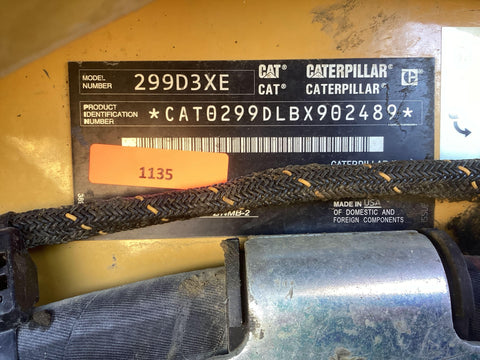 MODEL NUMBER 299D3XE CAT CATERPILLAR
CAT® CATERPILLAR®
PRODUCT IDENTIFICATION NUMBER *CAT0299DLBX902489*
1135
CATERPILLAR
MADE IN USA
OF DOMESTIC AND
FOREIGN COMPONENTS